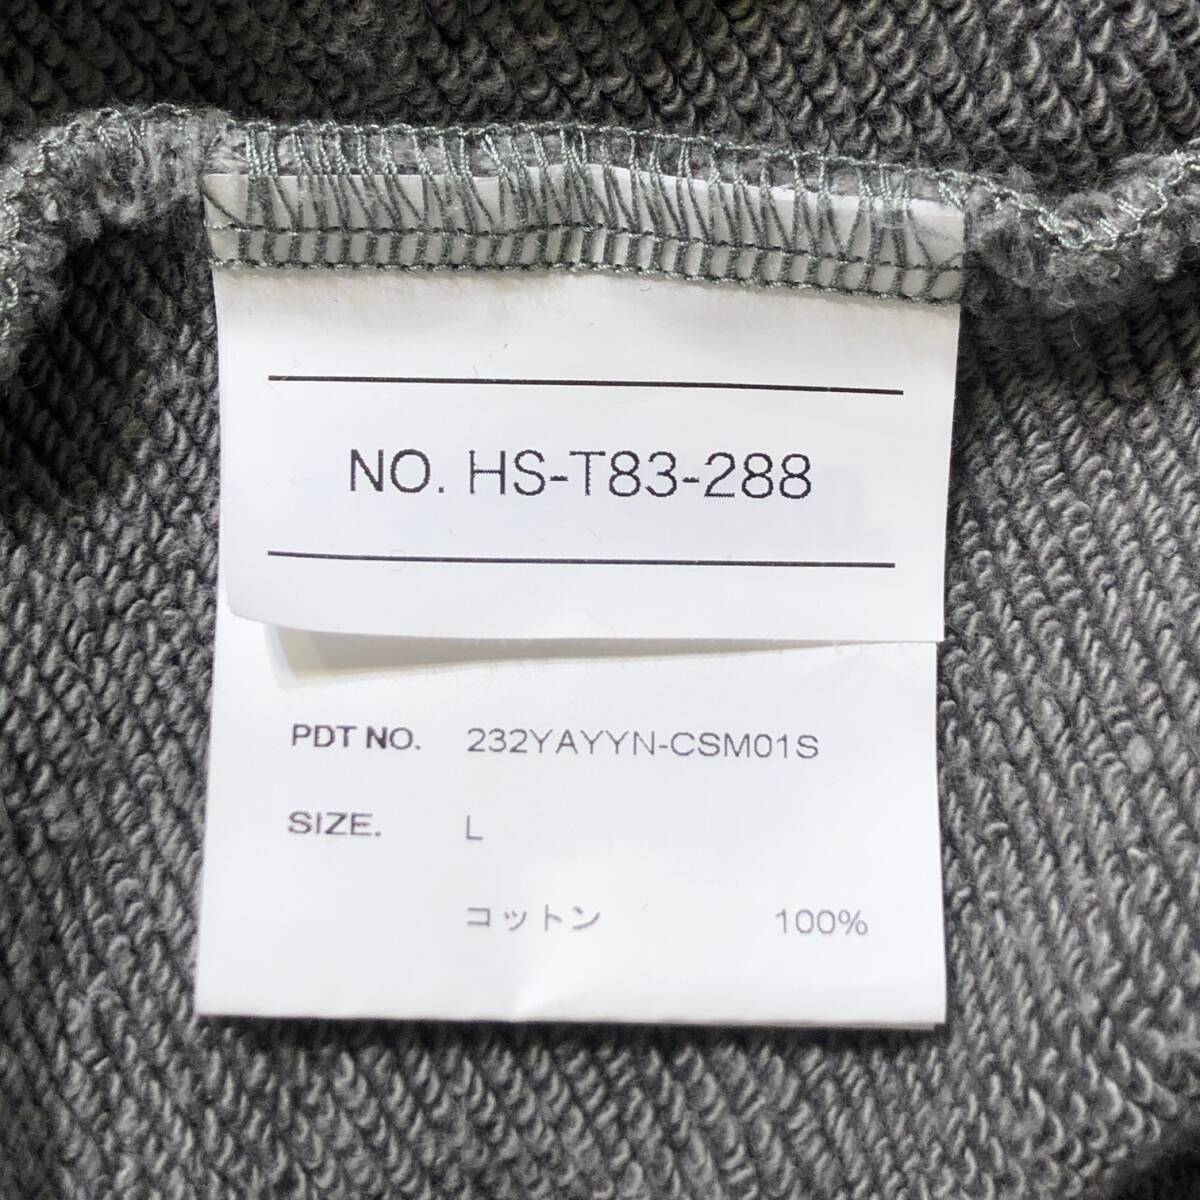 NO. HS-T83-288
PDT NO. 232YAYYN-CSM01S
SIZE. L
コットン 100%